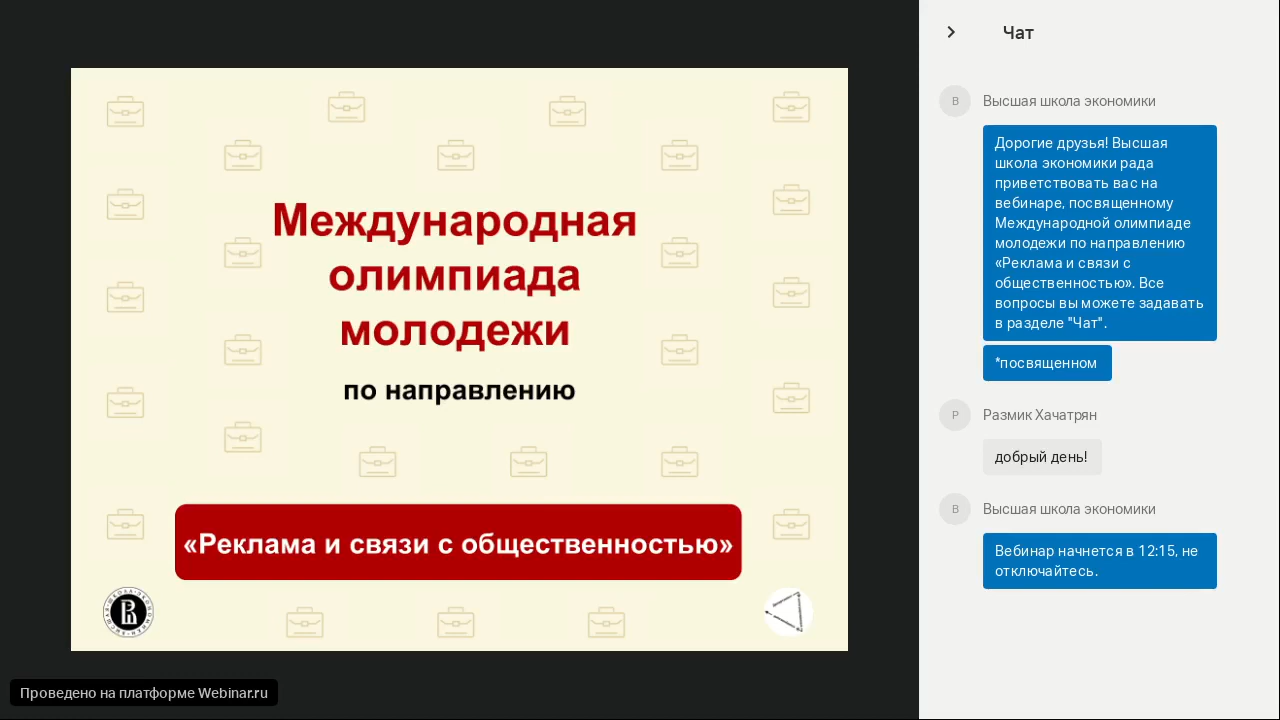 Международная
олимпиада
молодежи
по направлению
«Реклама и связи с общественностью»
Проведено на платформе Webinar.ru
Чат
В
Высшая школа экономики
Дорогие друзья! Высшая
школа экономики рада
приветствовать вас на
вебинаре, посвященному
Международной олимпиаде
молодежи по направлению
«Реклама и связи с
общественностью». Все
вопросы вы можете задавать
в разделе "Чат".
*посвященном
Р
Размик Хачатрян
добрый день!
В
Высшая школа экономики
Вебинар начнется в 12:15, не
отключайтесь.